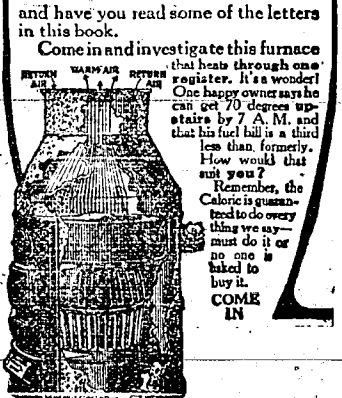 and have you read some of the letters
in this book.
Come in and investigate this furnace
that heats through one
register. It's a wonder!
One happy owner says he
can get 70 degrees up-
stairs by 7 A. M. and
that his fuel bill is a third
less than formerly.
How would that
suit you?
Remember, the
Caloric is guaran-
teed to do every
thing we say—
must do it or
no one is
asked to
buy it.
COME
IN
RETURN AIR
WARM AIR
RETURN AIR